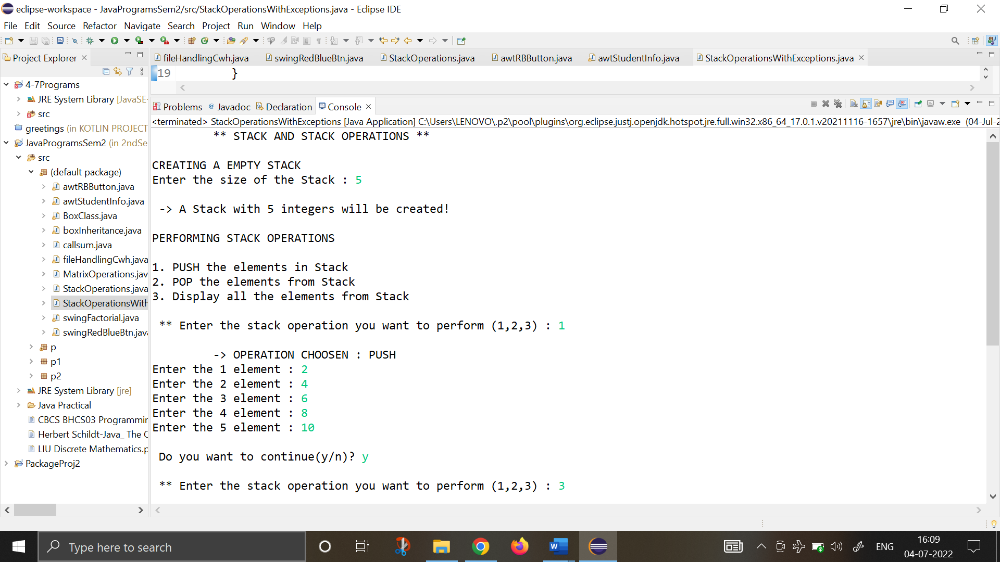 eclipse-workspace - JavaProgramsSem2/src/StackOperationsWithExceptions.java - Eclipse IDE
File Edit Source Refactor Navigate Search Project Run Window Help
Project Explorer
fileHandlingCwh.java swingRedBlueBtn.java StackOperations.java awtRBButton.java awtStudentInfo.java StackOperationsWithExceptions.java
19 }
4-7Programs
JRE System Library [JavaSE-
src
greetings (in KOTLIN PROJECT
JavaProgramsSem2 (in 2ndSe
src
(default package)
awtRBButton.java
awtStudentInfo.java
BoxClass.java
boxInheritance.java
callsum.java
fileHandlingCwh.java
MatrixOperations.jav
StackOperations.java
StackOperationsWith
swingFactorial.java
swingRedBlueBtn.java
p
p1
p2
JRE System Library [jre]
Java Practical
CBCS BHCS03 Programmin
Herbert Schildt-Java_ The C
LIU Discrete Mathematics.p
PackageProj2
Problems @ Javadoc Declaration Console
<terminated> StackOperationsWithExceptions [Java Application] C:\Users\LENOVO\.p2\pool\plugins\org.eclipse.justj.openjdk.hotspot.jre.full.win32.x86_64_17.0.1.v20211116-1657\jre\bin\javaw.exe (04-Jul-2
** STACK AND STACK OPERATIONS **
CREATING A EMPTY STACK
Enter the size of the Stack : 5
-> A Stack with 5 integers will be created!
PERFORMING STACK OPERATIONS
1. PUSH the elements in Stack
2. POP the elements from Stack
3. Display all the elements from Stack
** Enter the stack operation you want to perform (1,2,3) : 1
-> OPERATION CHOOSEN : PUSH
Enter the 1 element : 2
Enter the 2 element : 4
Enter the 3 element : 6
Enter the 4 element : 8
Enter the 5 element : 10
Do you want to continue(y/n)? y
** Enter the stack operation you want to perform (1,2,3) : 3
Type here to search
W
ENG
16:09
04-07-2022